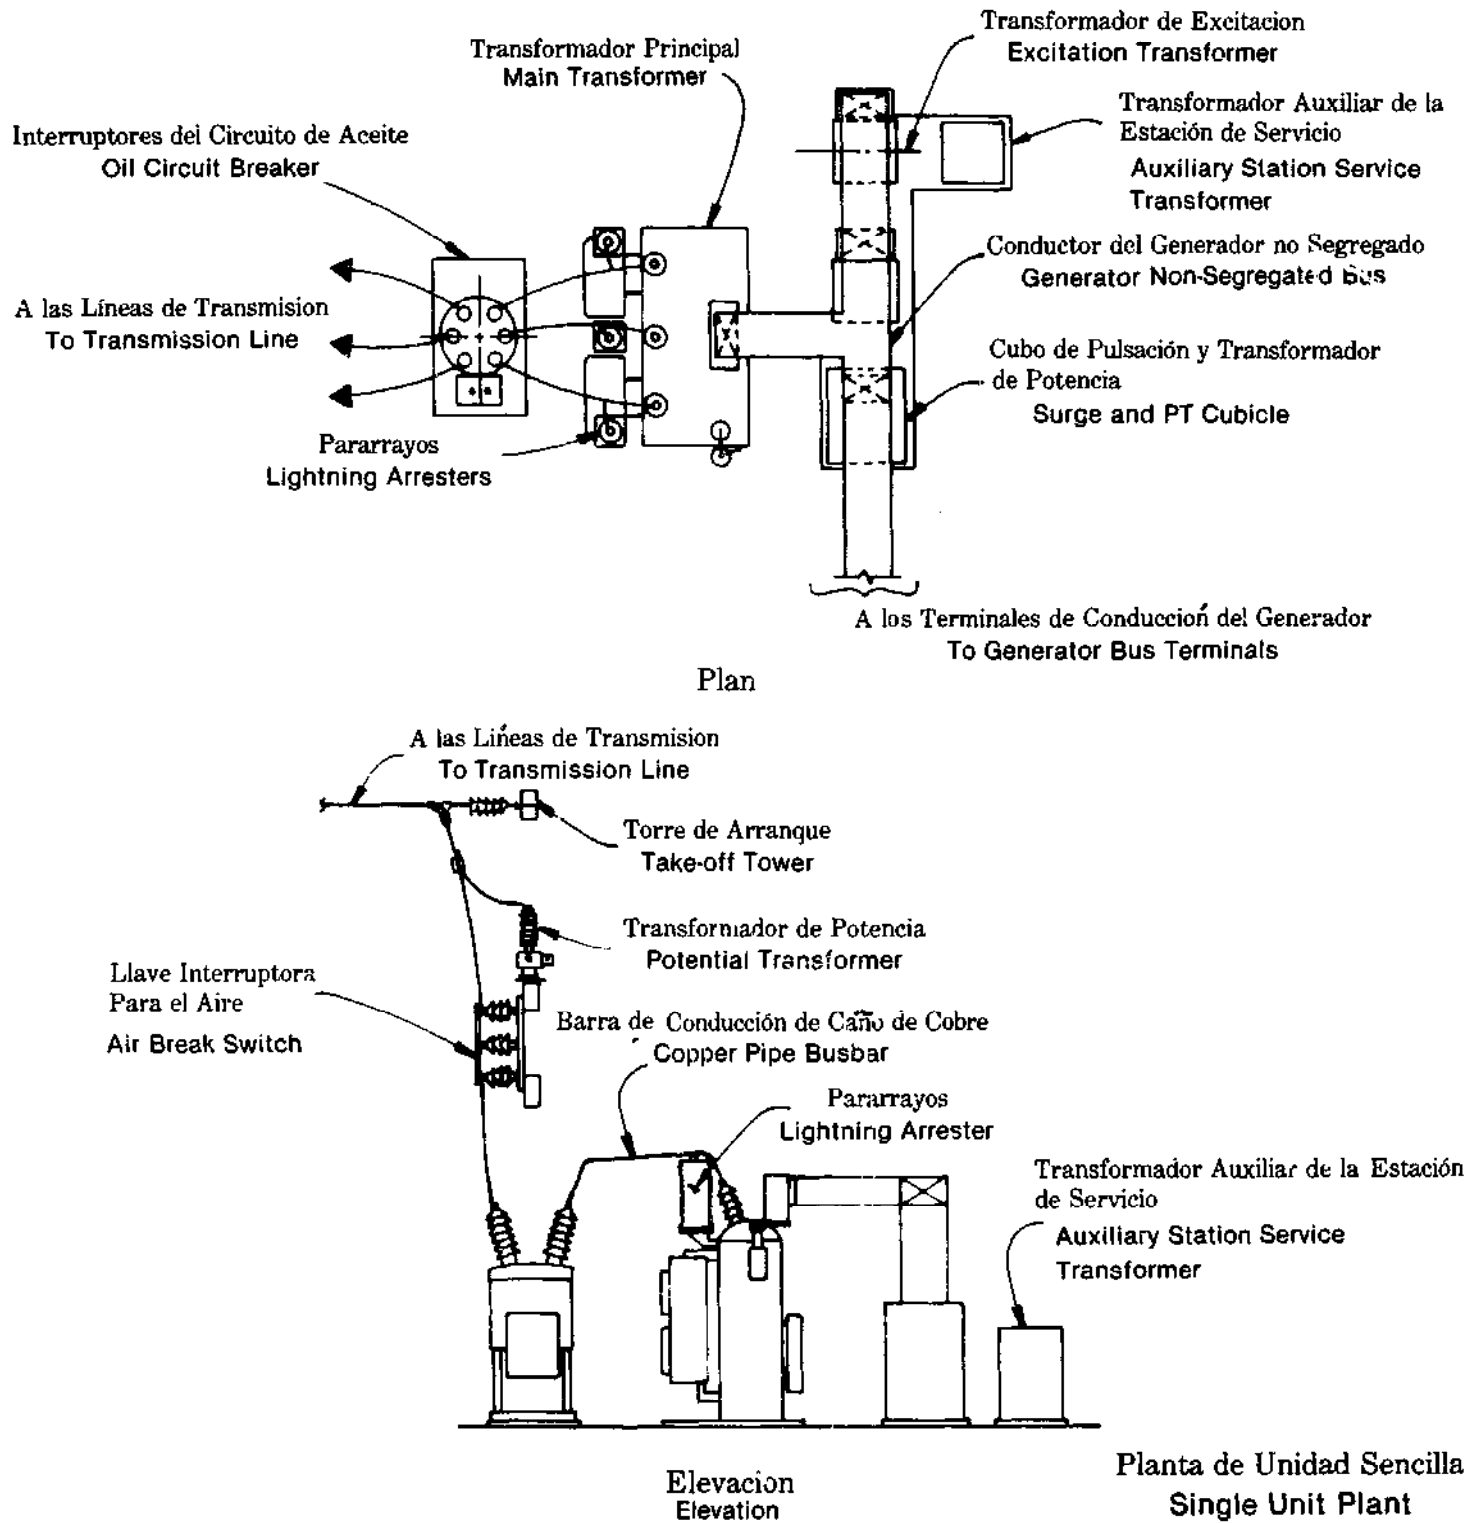 Transformador de Excitacion
Excitation Transformer
Transformador Principal
Main Transformer
Transformador Auxiliar de la
Estación de Servicio
Auxiliary Station Service
Transformer
Interruptores del Circuito de Aceite
Oil Circuit Breaker
Conductor del Generador no Segregado
Generator Non-Segregated Bus
A las Líneas de Transmision
To Transmission Line
Cubo de Pulsación y Transformador
de Potencia
Surge and PT Cubicle
Pararrayos
Lightning Arresters
A los Terminales de Conducción del Generador
To Generator Bus Terminals
Plan
A las Líneas de Transmision
To Transmission Line
Torre de Arranque
Take-off Tower
Transformador de Potencia
Potential Transformer
Llave Interruptora
Para el Aire
Air Break Switch
Barra de Conducción de Caño de Cobre
Copper Pipe Busbar
Pararrayos
Lightning Arrester
Transformador Auxiliar de la Estación
de Servicio
Auxiliary Station Service
Transformer
Elevacion
Elevation
Planta de Unidad Sencilla
Single Unit Plant